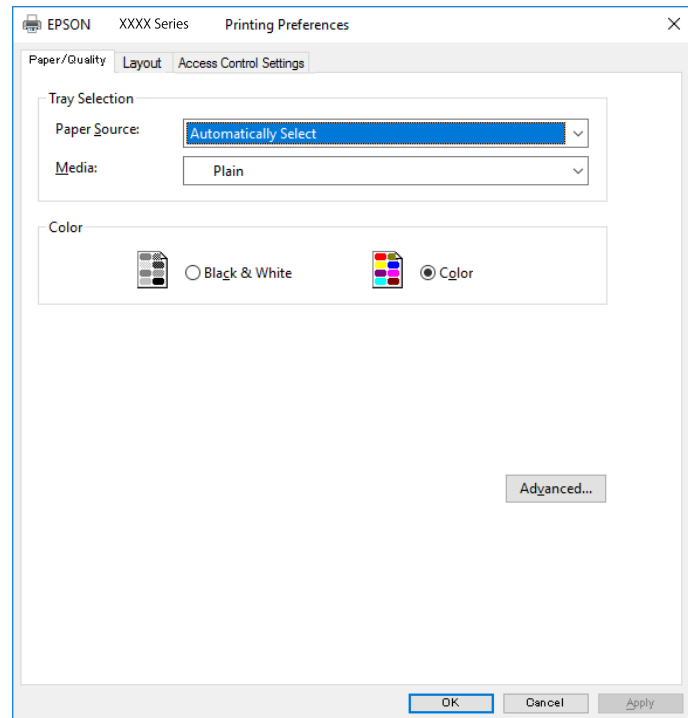 EPSON XXXX Series Printing Preferences
Paper/Quality Layout Access Control Settings
Tray Selection
Paper Source: Automatically Select
Media: Plain
Color
Black & White Color
Advanced...
OK Cancel Apply